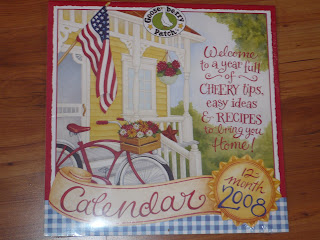 Gooseberry
Patch
Welcome
to a year full
of
CHEERY tips,
easy ideas
& RECIPES
to bring you
Home!
12-
month
2008
Calendar